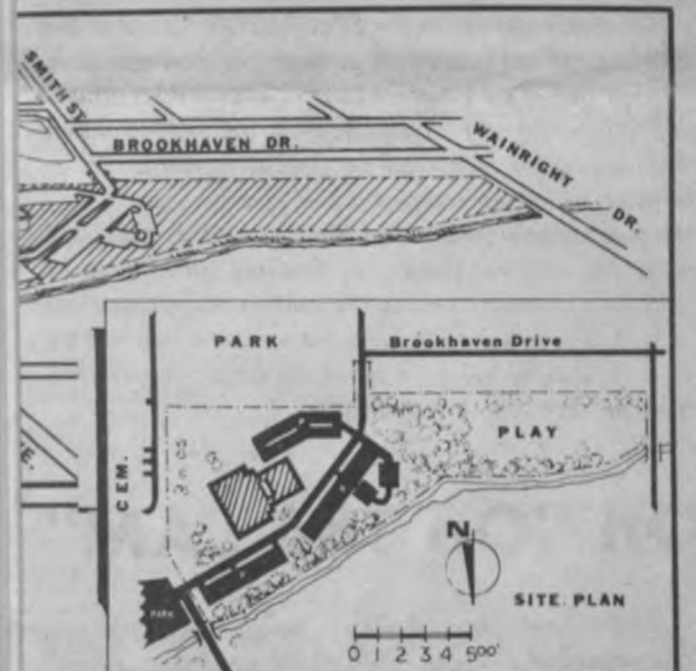 SMITH ST.
BROOKHAVEN DR.
WAINRIGHT DR.
PARK
Brookhaven Drive
PLAY
CEM.
E.
PARK
N
SITE PLAN
0 1 2 3 4 500'